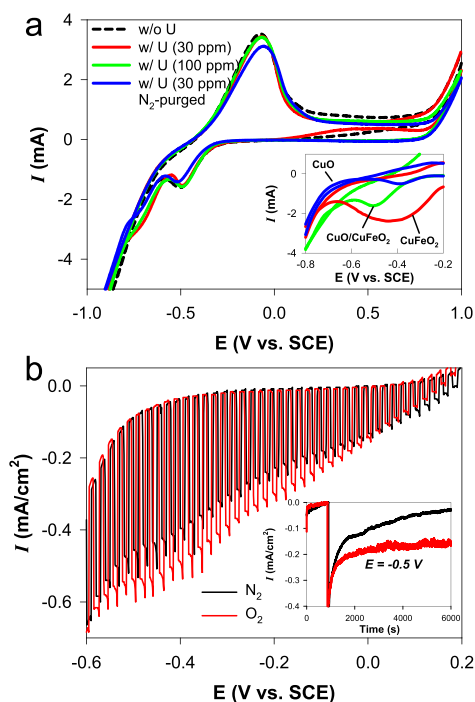 a
w/o U
w/ U (30 ppm)
w/ U (100 ppm)
w/ U (30 ppm)
N2-purged
4
2
0
-2
-4
I (mA)
-1.0 -0.5 0.0 0.5 1.0
E (V vs. SCE)
CuO
CuO/CuFeO2
CuFeO2
0
-2
-4
I (mA)
-0.8 -0.6 -0.4 -0.2
E (V vs. SCE)
b
0.0
-0.2
-0.4
-0.6
I (mA/cm2)
N2
O2
-0.6 -0.4 -0.2 0.0 0.2
E (V vs. SCE)
0.0
-0.1
-0.2
-0.3
-0.4
I (mA/cm2)
E = -0.5 V
0 2000 4000 6000
Time (s)